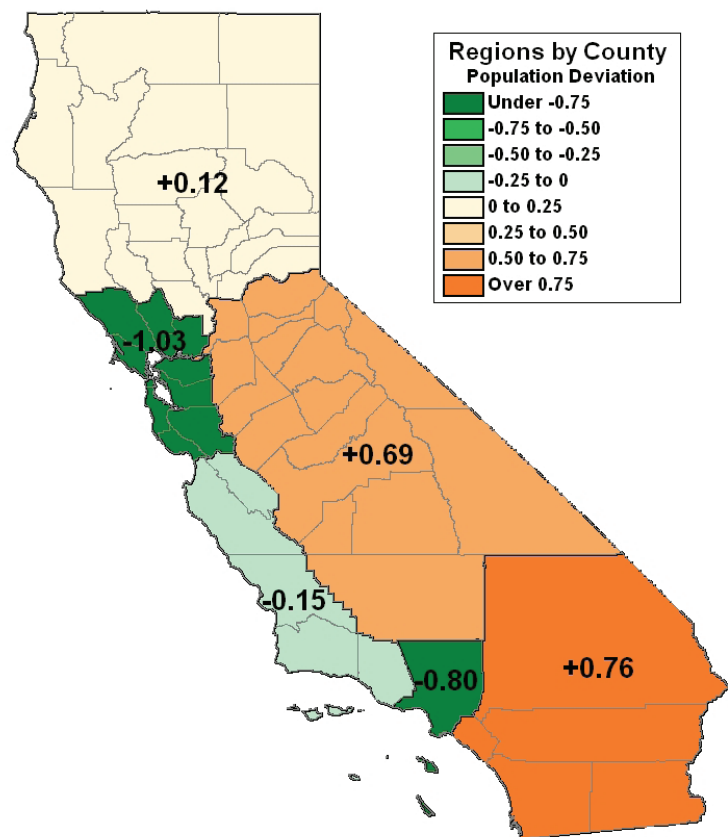 Regions by County
Population Deviation
Under -0.75
-0.75 to -0.50
-0.50 to -0.25
-0.25 to 0
0 to 0.25
0.25 to 0.50
0.50 to 0.75
Over 0.75
+0.12
-1.03
+0.69
-0.15
+0.76
-0.80